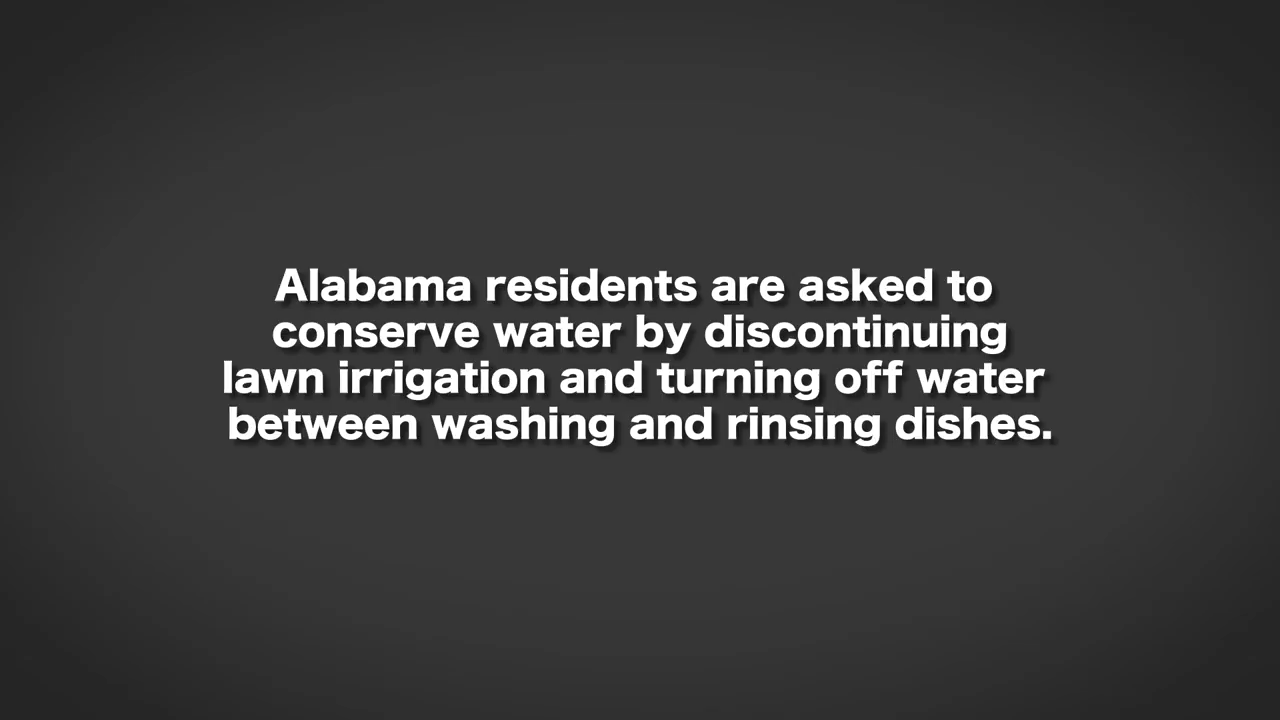 Alabama residents are asked to
conserve water by discontinuing
lawn irrigation and turning off water
between washing and rinsing dishes.